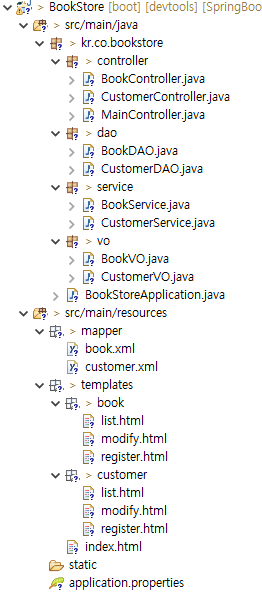 > BookStore [boot] [devtools] [SpringBoo
> src/main/java
> kr.co.bookstore
> controller
> BookController.java
> CustomerController.java
> MainController.java
> dao
> BookDAO.java
> CustomerDAO.java
> service
> BookService.java
> CustomerService.java
> vo
> BookVO.java
> CustomerVO.java
> BookStoreApplication.java
> src/main/resources
> mapper
book.xml
customer.xml
> templates
> book
list.html
modify.html
register.html
> customer
list.html
modify.html
register.html
index.html
static
application.properties